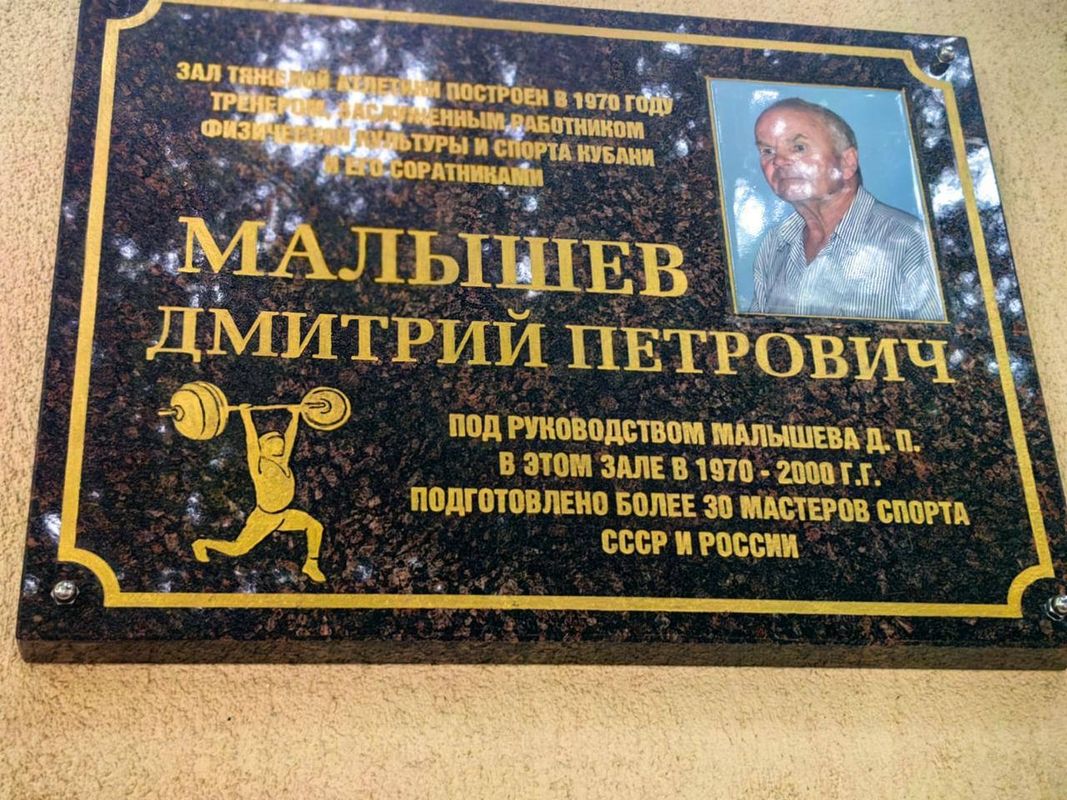 ЗАЛ ТЯЖЕЛОЙ АТЛЕТИКИ ПОСТРОЕН В 1970 ГОДУ
ТРЕНЕРОМ, ЗАСЛУЖЕННЫМ РАБОТНИКОМ
ФИЗИЧЕСКОЙ КУЛЬТУРЫ И СПОРТА КУБАНИ
И ЕГО СОРАТНИКАМИ
МАЛЫШЕВ
ДМИТРИЙ ПЕТРОВИЧ
ПОД РУКОВОДСТВОМ МАЛЫШЕВА Д. П.
В ЭТОМ ЗАЛЕ В 1970 - 2000 Г.Г.
ПОДГОТОВЛЕНО БОЛЕЕ 30 МАСТЕРОВ СПОРТА
СССР И РОССИИ